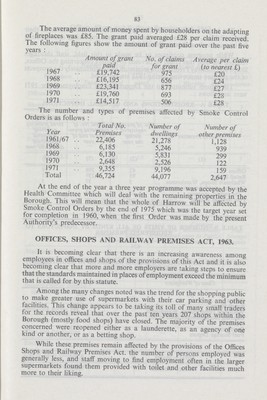 83
The average amount of money spent by householders on the adapting
of fireplaces was £85. The grant paid averaged £28 per claim received.
The following figures show the amount of grant paid over the past five
years :
Amount of grant No. of claims Average per claim
paid for grant (to nearest £)
1967 .. £19,742 975 £20
1968 .. £16,195 656 £24
1969 .. £23,341 877 £27
1970 .. £19,760 693 £28
1971 .. £14,517 506 £28
The number and types of premises affected by Smoke Control
Orders is as follows :
Total No. Number of Number of
Year Premises dwellings other premises
1961/67 .. 22,406 21,278 1,128
1968 .. 6,185 5,246 939
1969 .. 6,130 5,831 299
1970 .. 2,648 2,526 122
1971 .. 9,355 9,196 159
Total 46,724 44,077 2,647
At the end of the year a three year programme was accepted by the
Health Committee which will deal with the remaining properties in the
Borough. This will mean that the whole of Harrow will be affected by
Smoke Control Orders by the end of 1975 which was the target year set
for completion in 1960, when the first Order was made by the present
Authority's predecessor.
OFFICES, SHOPS AND RAILWAY PREMISES ACT, 1963.
It is becoming clear that there is an increasing awareness among
employers in offices and shops of the provisions of this Act and it is also
becoming clear that more and more employers are taking steps to ensure
that the standards maintained in places of employment exceed the minimum
that is called for by this statute.
Among the many changes noted was the trend for the shopping public
to make greater use of supermarkets with their car parking and other
facilities. This change appears to be taking its toll of many small traders
for the records reveal that over the past ten years 207 shops within the
Borough (mostly food shops) have closed. The majority of the premises
concerned were reopened either as a launderette, as an agency of one
kind or another, or as a betting shop.
While these premises remain affected by the provisions of the Offices
Shops and Railway Premises Act, the number of persons employed was
generally less, and staff moving to find employment often in the larger
supermarkets found them provided with toilet and other facilities much
more to their liking.